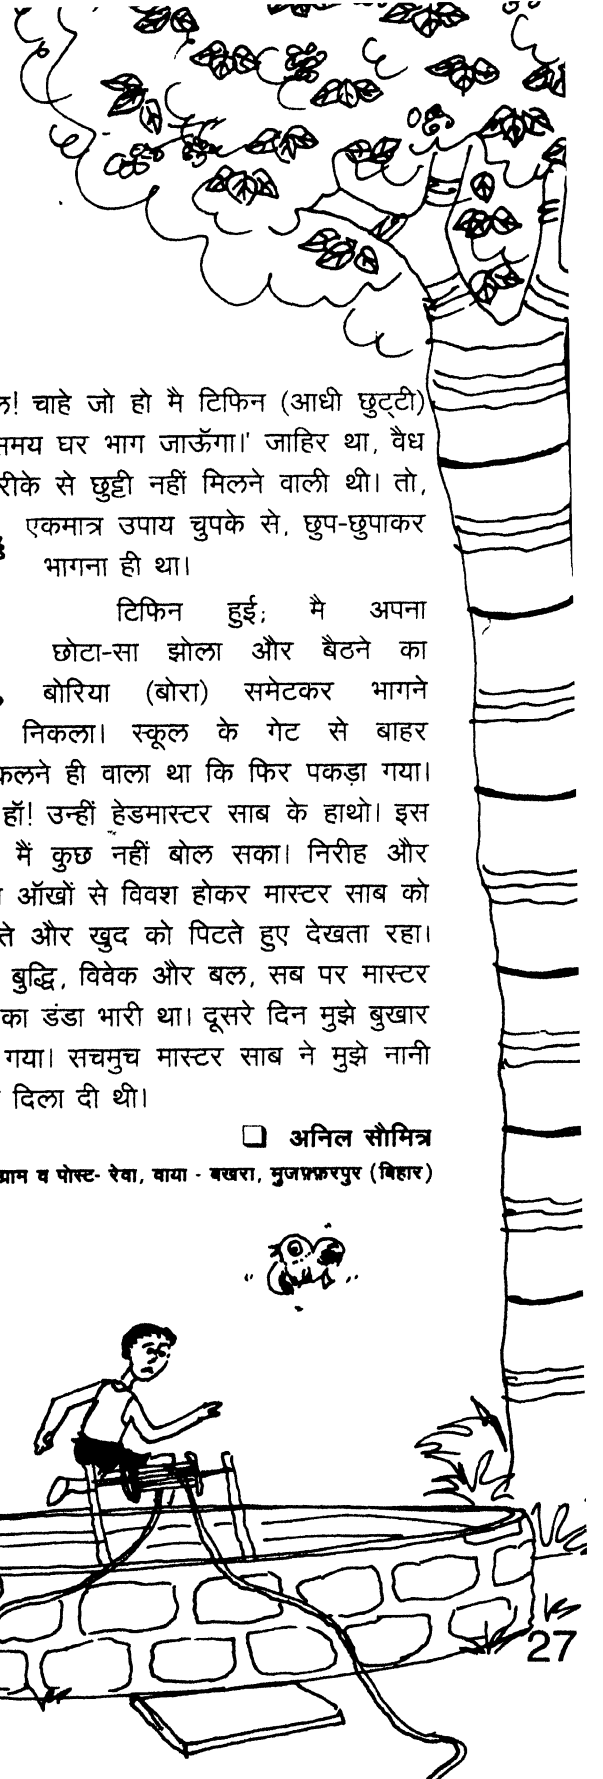 चाहे जो हो मै टिफिन (आधी छुट्टी)
समय घर भाग जाऊँगा।' जाहिर था, वैध
से छुट्टी नहीं मिलने वाली थी। तो,
एकमात्र उपाय चुपके से, छुप-छुपाकर
भागना ही था।
टिफिन हुई; मै अपना
छोटा-सा झोला और बैठने का
बोरिया (बोरा) समेटकर भागने
निकला। स्कूल के गेट से बाहर
ही वाला था कि फिर पकड़ा गया।
हॉ! उन्हीं हेडमास्टर साब के हाथो। इस
मैं कुछ नहीं बोल सका। निरीह और
ऑखों से विवश होकर मास्टर साब को
और खुद को पिटते हुए देखता रहा।
बुद्धि, विवेक और बल, सब पर मास्टर
का डंडा भारी था। दूसरे दिन मुझे बुखार
गया। सचमुच मास्टर साब ने मुझे नानी
दिला दी थी।
❑ अनिल सौमित्र
ग्राम व पोस्ट- रेवा, वाया - बखरा, मुजफ़्फ़रपुर (बिहार)
27